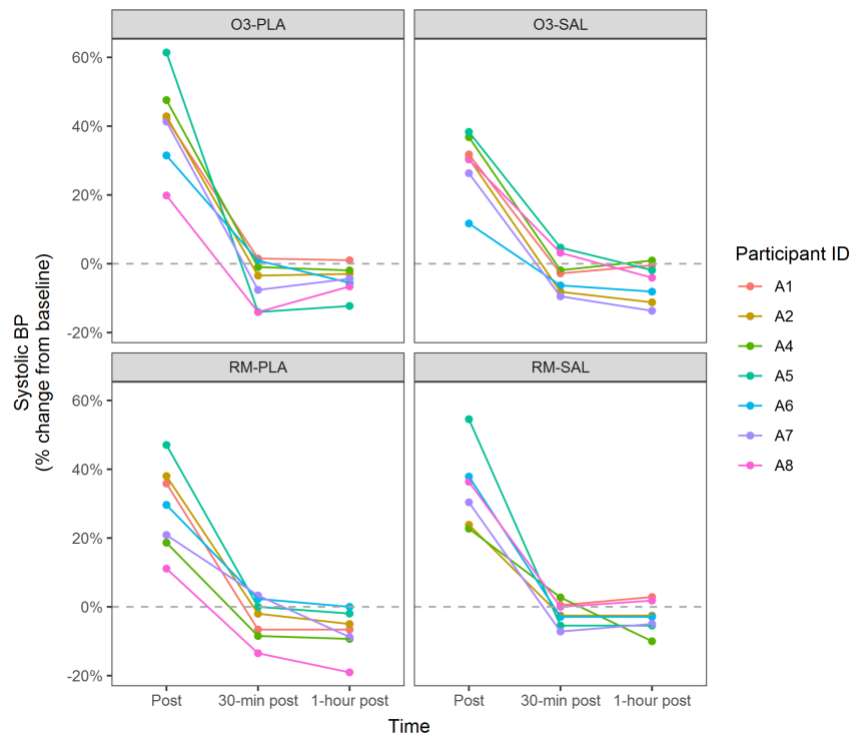 O3-PLA
O3-SAL
60%
40%
20%
0%
-20%
RM-PLA
RM-SAL
60%
40%
20%
0%
-20%
Systolic BP
(% change from baseline)
Post
30-min post
1-hour post
Post
30-min post
1-hour post
Time
Participant ID
A1
A2
A4
A5
A6
A7
A8